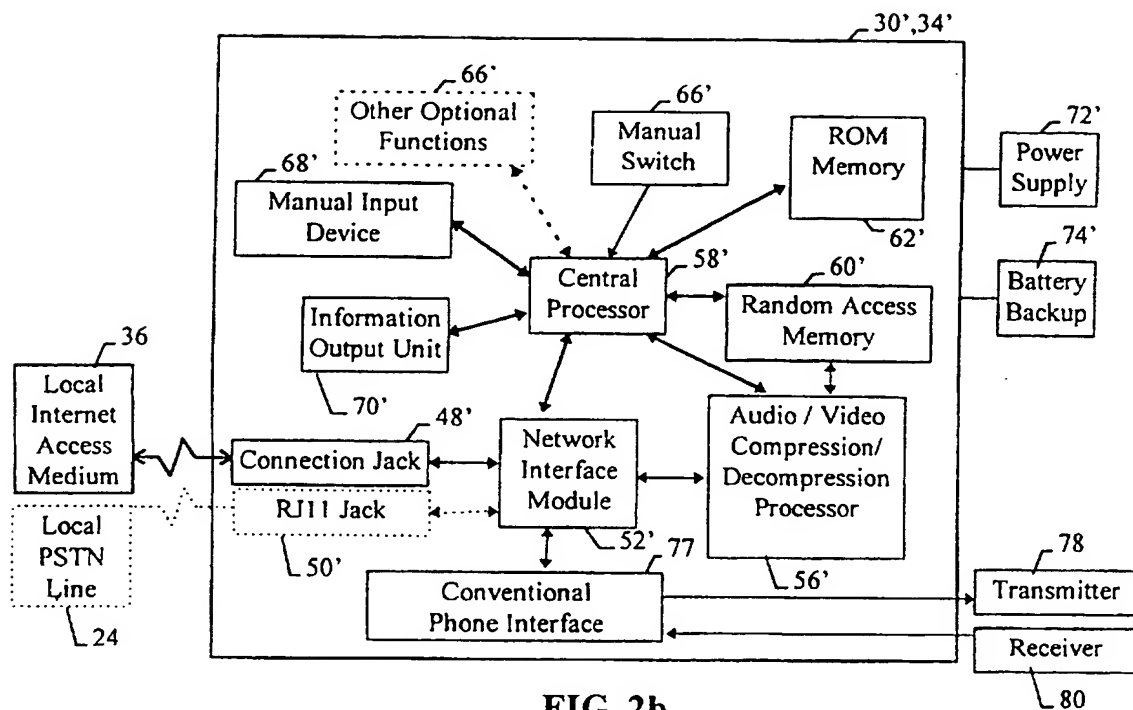 30',34'
66'
Other Optional
Functions
66'
Manual
Switch
ROM
Memory
62'
72'
Power
Supply
68'
Manual Input
Device
74'
Battery
Backup
Central
Processor
58'
60'
Random Access
Memory
Information
Output Unit
70'
36
Local
Internet
Access
Medium
48'
Connection Jack
Network
Interface
Module
52'
Audio / Video
Compression/
Decompression
Processor
56'
RJ11 Jack
50'
Local
PSTN
Line
24
77
Conventional
Phone Interface
78
Transmitter
Receiver
80
FIG. 2b